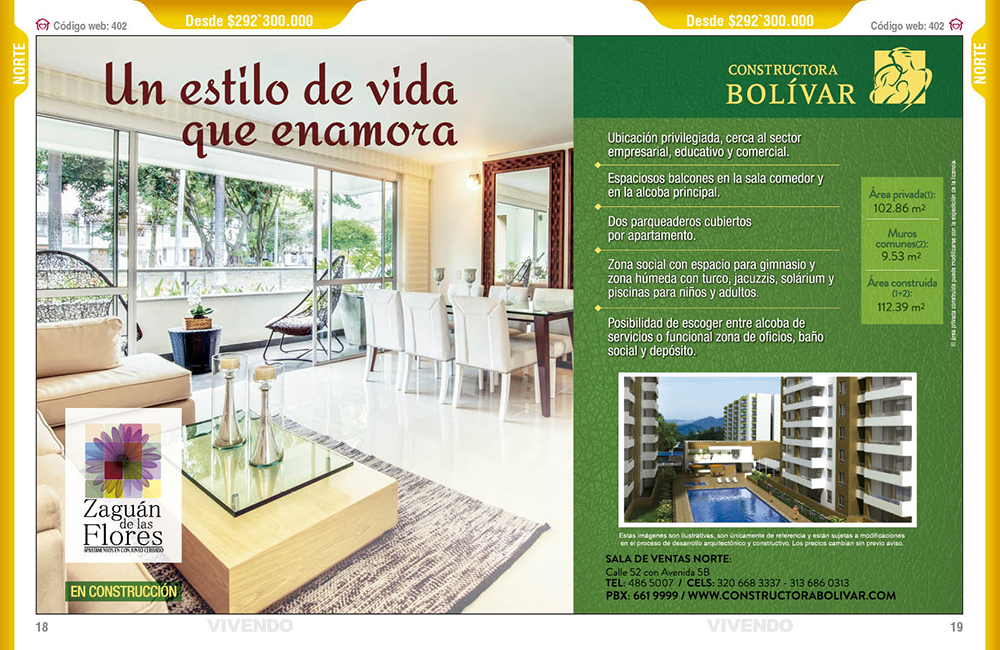 Código web: 402
Desde $292`300.000
NORTE
Un estilo de vida
que enamora
Zaguán
de las
Flores
APARTAMENTOS EN CONJUNTO CERRADO
EN CONSTRUCCIÓN
18
VIVENDO
Desde $292`300.000
Código web: 402
NORTE
CONSTRUCTORA
BOLÍVAR
Ubicación privilegiada, cerca al sector
empresarial, educativo y comercial.
Espaciosos balcones en la sala comedor y
en la alcoba principal.
Dos parqueaderos cubiertos
por apartamento.
Zona social con espacio para gimnasio y
zona húmeda con turco, jacuzzis, solárium y
piscinas para niños y adultos.
Posibilidad de escoger entre alcoba de
servicios o funcional zona de oficios, baño
social y depósito.
Área privada(1):
102.86 m²
Muros
comunes(2):
9.53 m²
Área construida
(1+2):
112.39 m²
El área privada construida puede modificarse con la expedición de la licencia.
Estas imágenes son ilustrativas, son únicamente de referencia y están sujetas a modificaciones
en el proceso de desarrollo arquitectónico y constructivo. Los precios cambian sin previo aviso.
SALA DE VENTAS NORTE:
Calle 52 con Avenida 5B
TEL: 486 5007 / CELS: 320 668 3337 - 313 686 0313
PBX: 661 9999 / WWW.CONSTRUCTORABOLIVAR.COM
VIVENDO
19